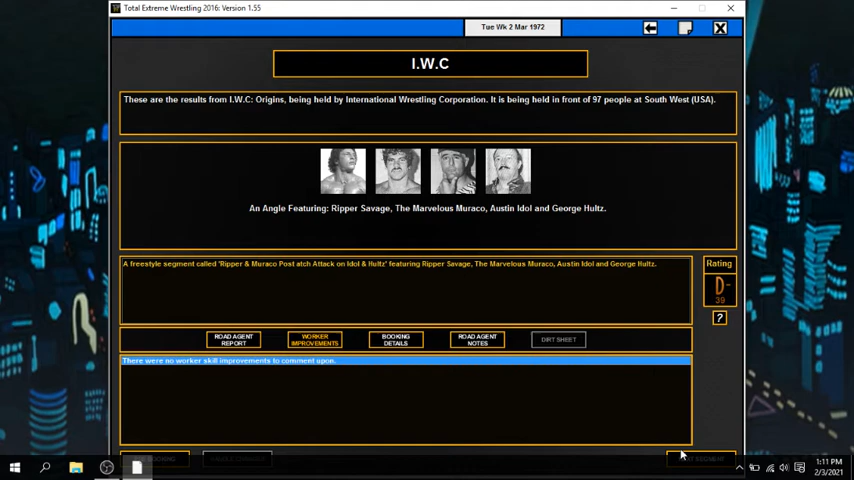 Total Extreme Wrestling 2016: Version 1.55
Tue Wk 2 Mar 1972
I.W.C
These are the results from I.W.C: Origins, being held by International Wrestling Corporation. It is being held in front of 97 people at South West (USA).
An Angle Featuring: Ripper Savage, The Marvelous Muraco, Austin Idol and George Hultz.
A freestyle segment called 'Ripper & Muraco Post atch Attack on Idol & Hultz' featuring Ripper Savage, The Marvelous Muraco, Austin Idol and George Hultz.
Rating
D-
39
?
ROAD AGENT REPORT
WORKER IMPROVEMENTS
BOOKING DETAILS
ROAD AGENT NOTES
DIRT SHEET
There were no worker skill improvements to comment upon.
BOOKING
SEGMENT
1:11 PM
2/3/2021